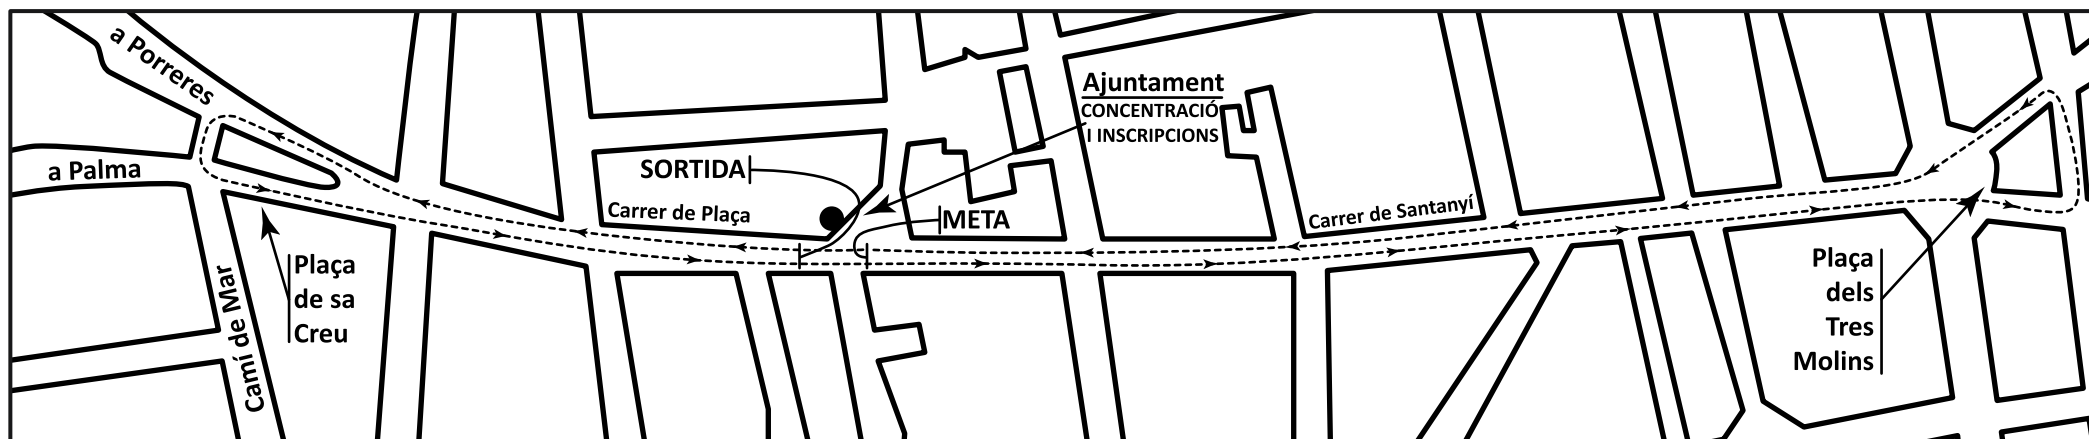 a Porreres
a Palma
SORTIDA
Carrer de Plaça
Ajuntament
CONCENTRACIÓ
I INSCRIPCIONS
META
Carrer de Santanyí
Plaça
de sa
Creu
Camí de Mar
Plaça
dels
Tres
Molins